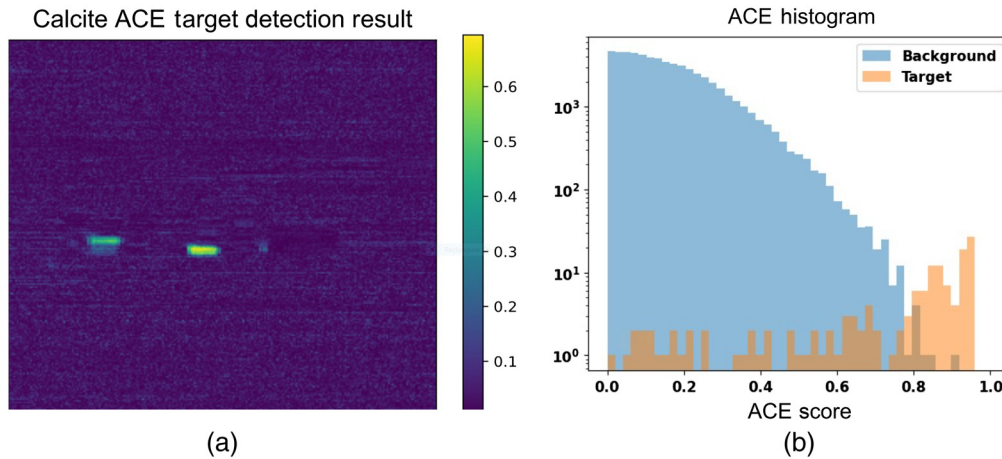 Calcite ACE target detection result
0.6
0.5
0.4
0.3
0.2
0.1
(a)
ACE histogram
Background
Target
10³
10²
10¹
10⁰
0.0 0.2 0.4 0.6 0.8 1.0
ACE score
(b)